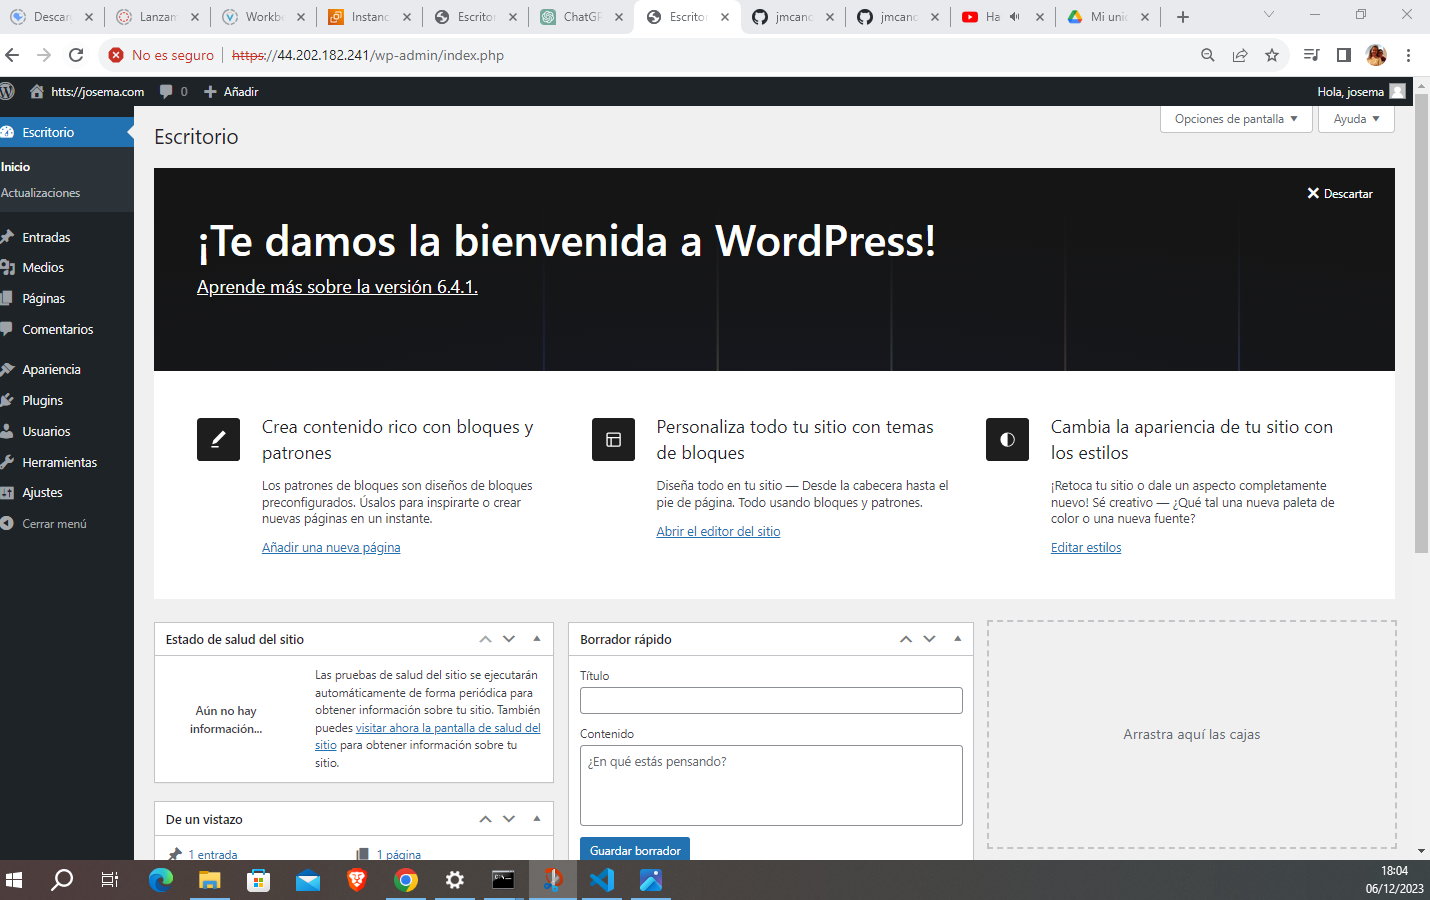 Descan
Lanzam
Workbe
Instanc
Escritor
ChatGP
Escritor
jmcanc
jmcanc
Ha
Mi unid
No es seguro
https://44.202.182.241/wp-admin/index.php
htts://josema.com
0
Añadir
Hola, josema
Escritorio
Inicio
Actualizaciones
Entradas
Medios
Páginas
Comentarios
Apariencia
Plugins
Usuarios
Herramientas
Ajustes
Cerrar menú
Opciones de pantalla
Ayuda
Escritorio
Descartar
¡Te damos la bienvenida a WordPress!
Aprende más sobre la versión 6.4.1.
Crea contenido rico con bloques y
patrones
Los patrones de bloques son diseños de bloques
preconfigurados. Úsalos para inspirarte o crear
nuevas páginas en un instante.
Añadir una nueva página
Personaliza todo tu sitio con temas
de bloques
Diseña todo en tu sitio — Desde la cabecera hasta el
pie de página. Todo usando bloques y patrones.
Abrir el editor del sitio
Cambia la apariencia de tu sitio con
los estilos
¡Retoca tu sitio o dale un aspecto completamente
nuevo! Sé creativo — ¿Qué tal una nueva paleta de
color o una nueva fuente?
Editar estilos
Estado de salud del sitio
Aún no hay
información...
Las pruebas de salud del sitio se ejecutarán
automáticamente de forma periódica para
obtener información sobre tu sitio. También
puedes visitar ahora la pantalla de salud del
sitio para obtener información sobre tu
sitio.
De un vistazo
1 entrada
1 página
Borrador rápido
Título
Contenido
¿En qué estás pensando?
Guardar borrador
Arrastra aquí las cajas
18:04
06/12/2023